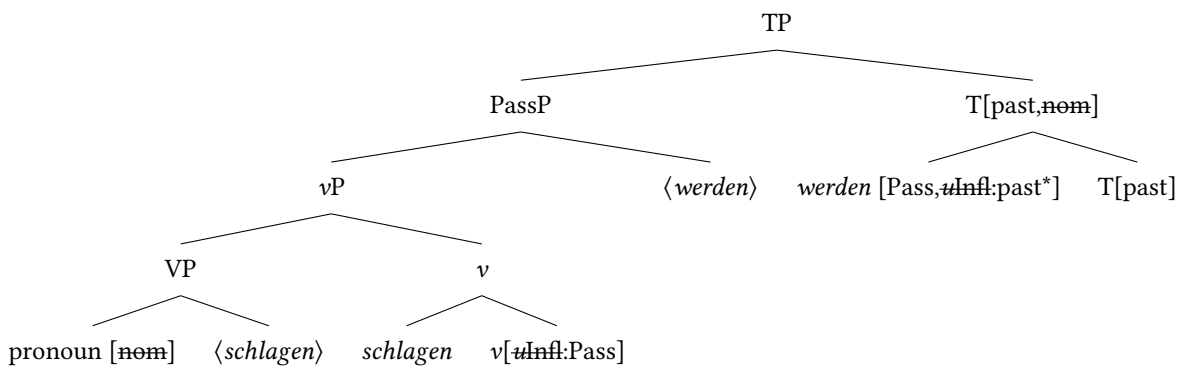 TP
PassP T[past,nom]
vP ⟨werden⟩ werden [Pass,uInfl:past*] T[past]
VP v
pronoun [nom] ⟨schlagen⟩ schlagen v[uInfl:Pass]